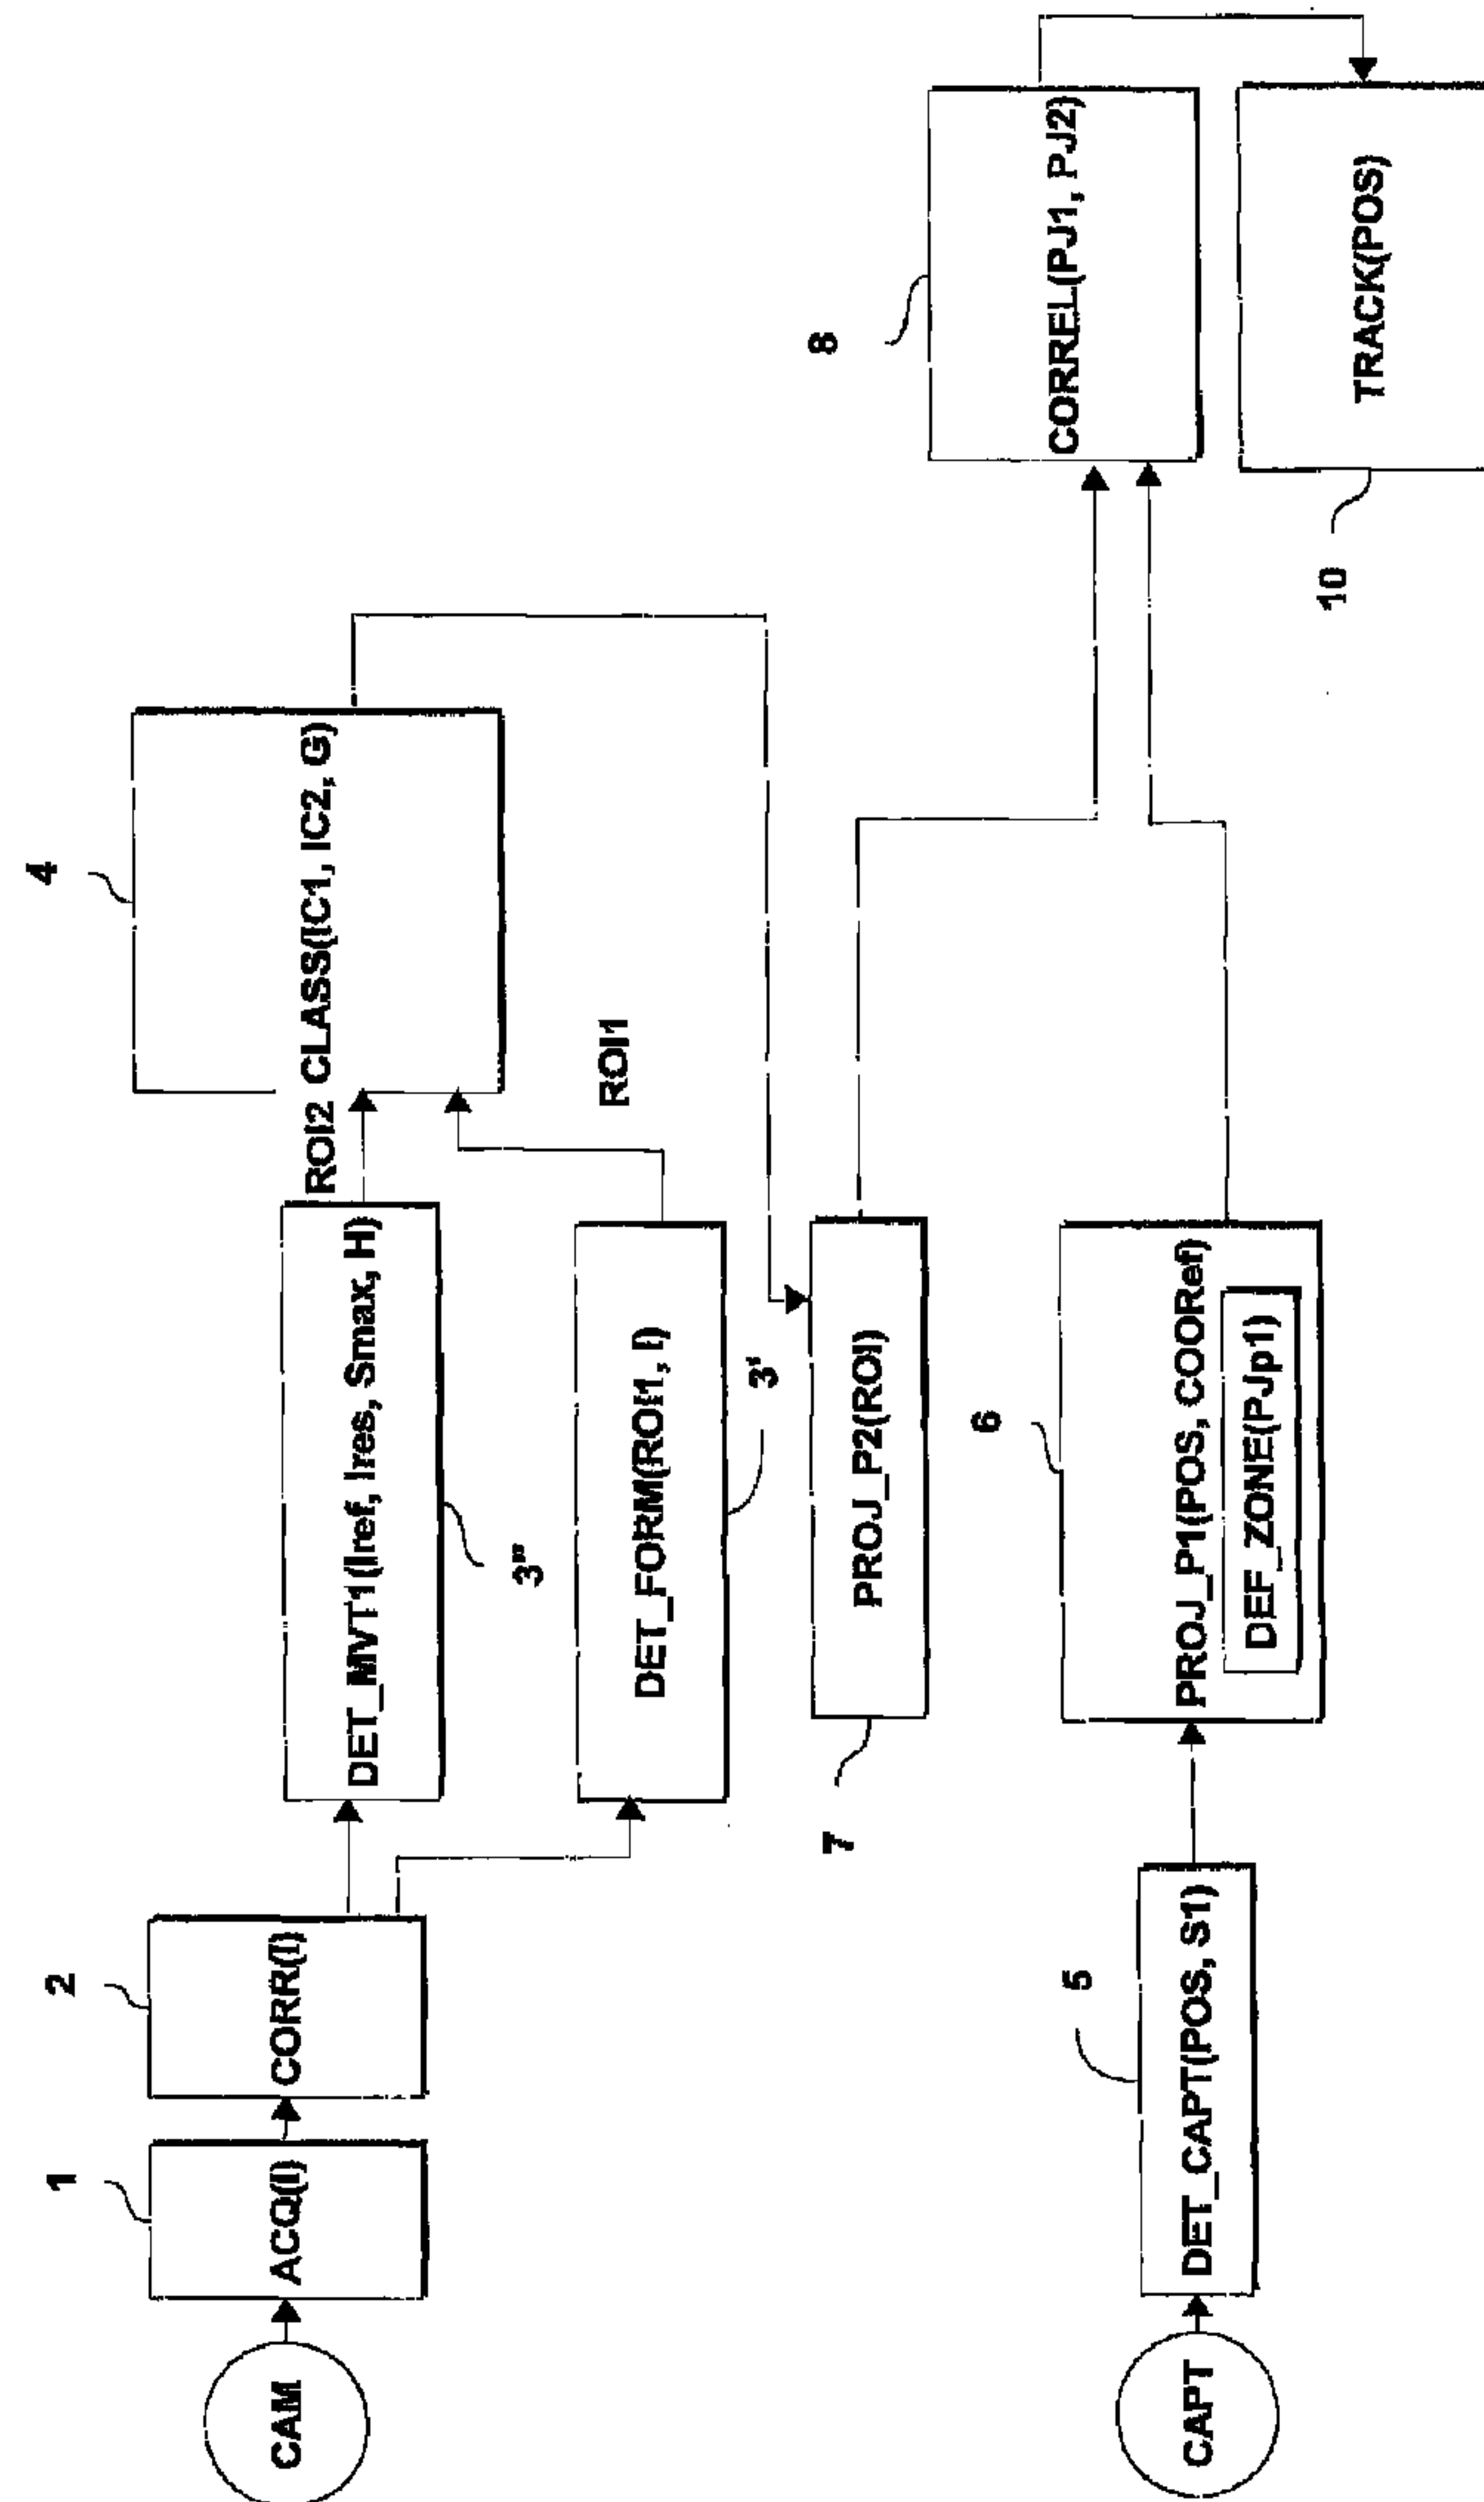 CAM
1
ACQ(I)
2
CORR(I)
DET_MVT1(Iref, Ires, Smax, H)
3"
ROI2
DET_FORM(ROI1, I)
3'
ROI1
4
CLASS(IC1, IC2, G)
7
PROJ_P2(ROI)
CAPT
5
DET_CAPT(POS, S1)
6
PROJ_P1(POS, COORef)
DEF_ZONE(PJp1)
8
CORREL(PJ1, PJ2)
10
TRACK(POS)